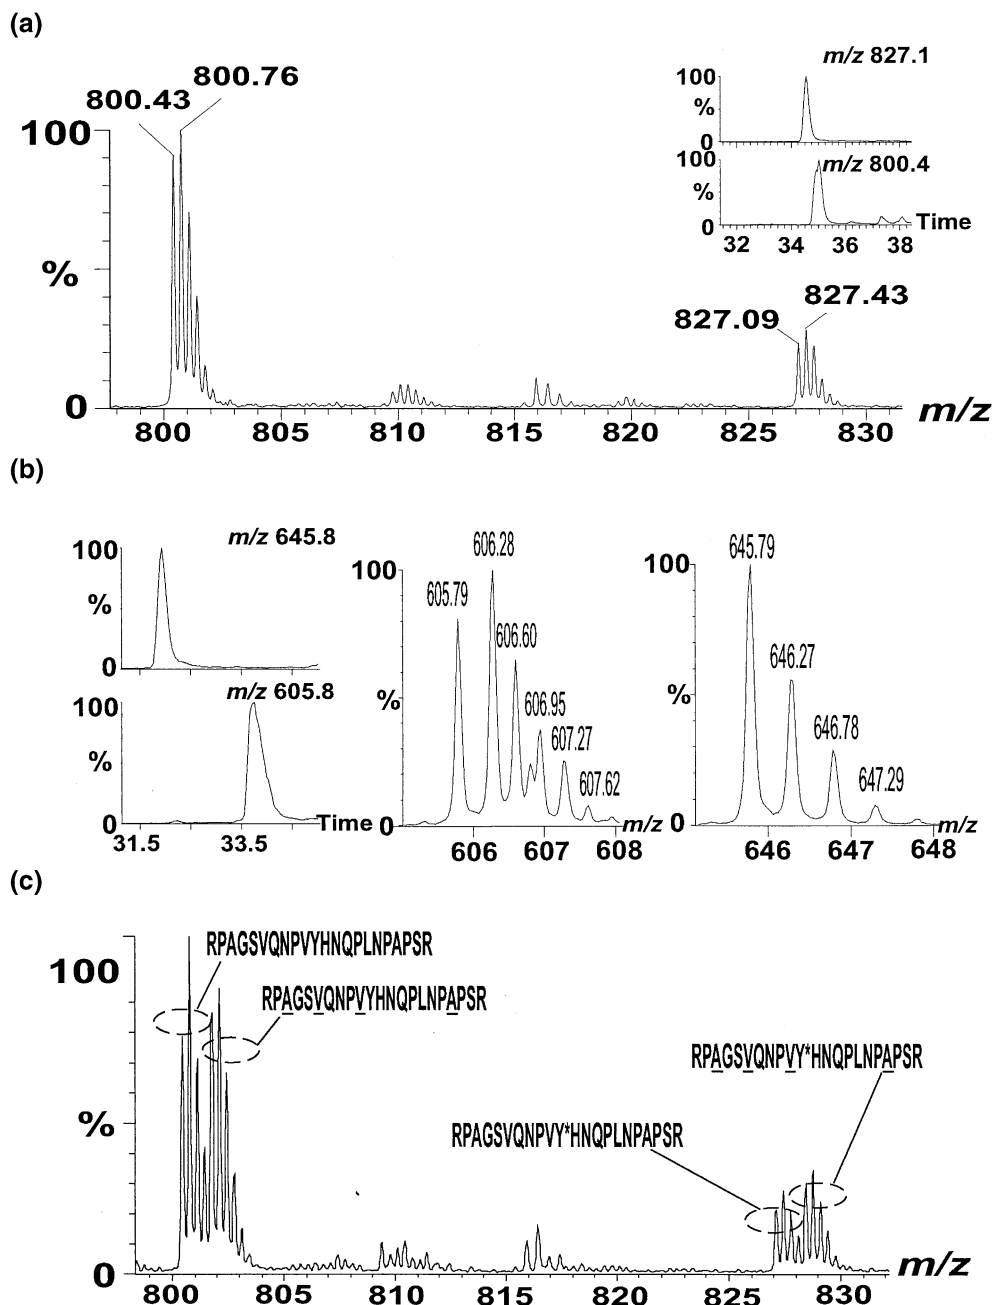 (a)
800.76
m/z 827.1
800.43
100
%
0
m/z 800.4
100
%
0
Time
32 34 36 38
100
%
0
827.43
827.09
m/z
800 805 810 815 820 825 830
(b)
m/z 645.8
100
%
0
m/z 605.8
100
%
0
Time
31.5 33.5
606.28
605.79
606.60
606.95
607.27
607.62
100
%
0
m/z
606 607 608
645.79
646.27
646.78
647.29
100
%
0
m/z
646 647 648
(c)
RPAGSVQNPVYHNQPLNPAPSR
RPAGSVQNPVYHNQPLNPAPSR
RPAGSVQNPVY*HNQPLNPAPSR
RPAGSVQNPVY*HNQPLNPAPSR
100
%
0
m/z
800 805 810 815 820 825 830